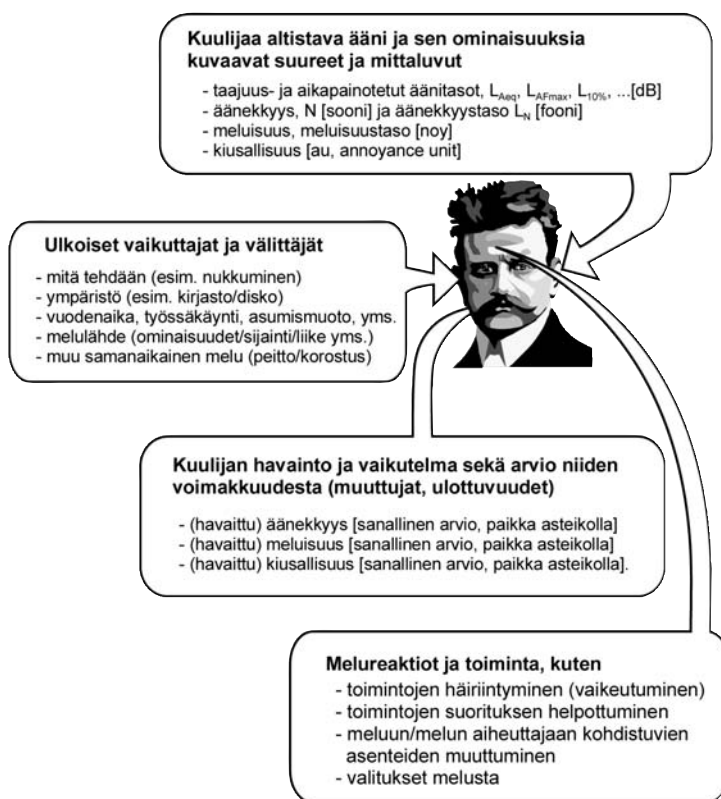 Kuulijaa altistava ääni ja sen ominaisuuksia
kuvaavat suureet ja mittaluvut
- taajuus- ja aikapainotetut äänitasot, L_Aeq, L_AFmax, L_10%, ...[dB]
- äänekkyys, N [sooni] ja äänekkyystaso L_N [fooni]
- meluisuus, meluisuustaso [noy]
- kiusallisuus [au, annoyance unit]
Ulkoiset vaikuttajat ja välittäjät
- mitä tehdään (esim. nukkuminen)
- ympäristö (esim. kirjasto/disko)
- vuodenaika, työssäkäynti, asumismuoto, yms.
- melulähde (ominaisuudet/sijainti/liike yms.)
- muu samanaikainen melu (peitto/korostus)
Kuulijan havainto ja vaikutelma sekä arvio niiden
voimakkuudesta (muuttujat, ulottuvuudet)
- (havaittu) äänekkyys [sanallinen arvio, paikka asteikolla]
- (havaittu) meluisuus [sanallinen arvio, paikka asteikolla]
- (havaittu) kiusallisuus [sanallinen arvio, paikka asteikolla].
Melureaktiot ja toiminta, kuten
- toimintojen häiriintyminen (vaikeutuminen)
- toimintojen suorituksen helpottuminen
- meluun/melun aiheuttajaan kohdistuvien
asenteiden muuttuminen
- valitukset melusta